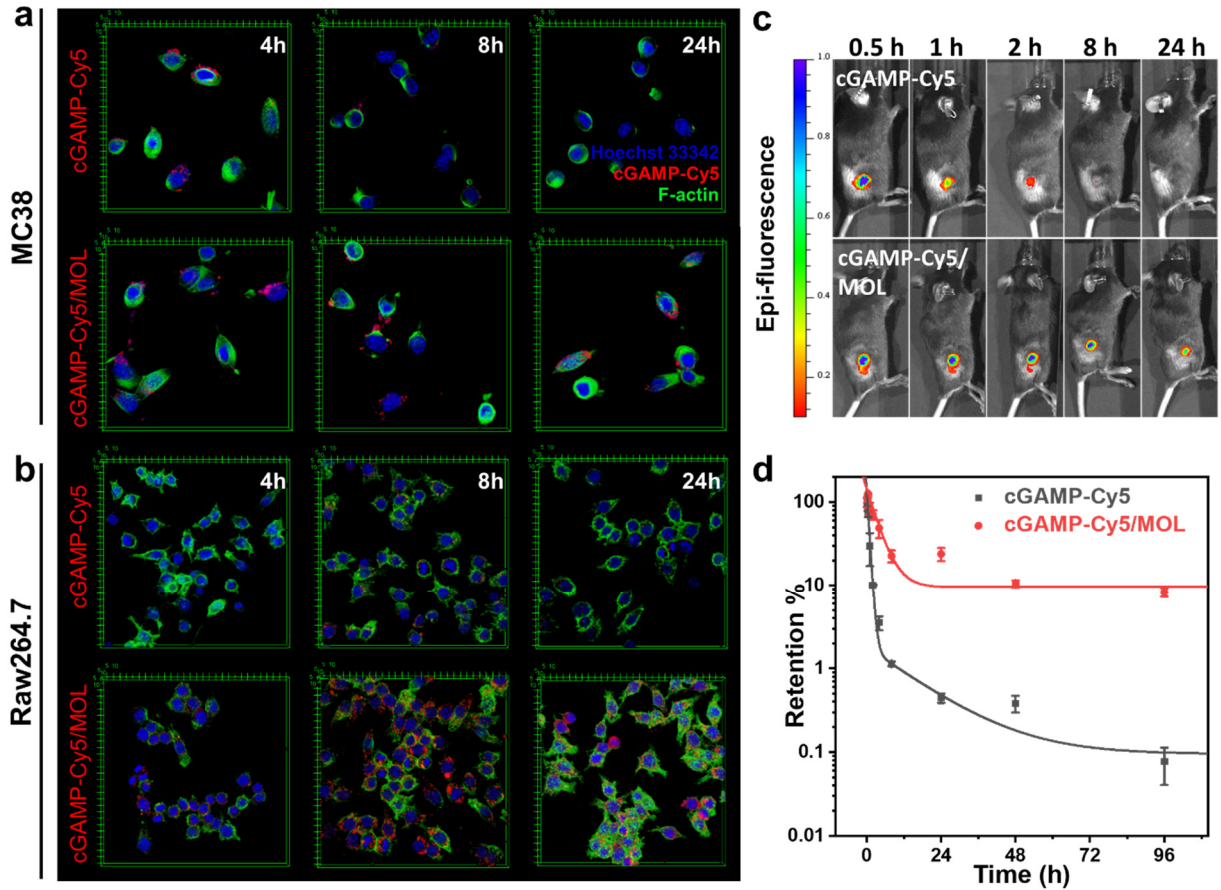 a
MC38
cGAMP-Cy5
4h
8h
24h
Hoechst 33342
cGAMP-Cy5
F-actin
cGAMP-Cy5/MOL
b
Raw264.7
cGAMP-Cy5
4h
8h
24h
cGAMP-Cy5/MOL
c
0.5 h 1 h 2 h 8 h 24 h
Epi-fluorescence
1.0
0.8
0.6
0.4
0.2
cGAMP-Cy5
cGAMP-Cy5/
MOL
d
Retention %
100
10
1
0.1
0.01
cGAMP-Cy5
cGAMP-Cy5/MOL
0 24 48 72 96
Time (h)